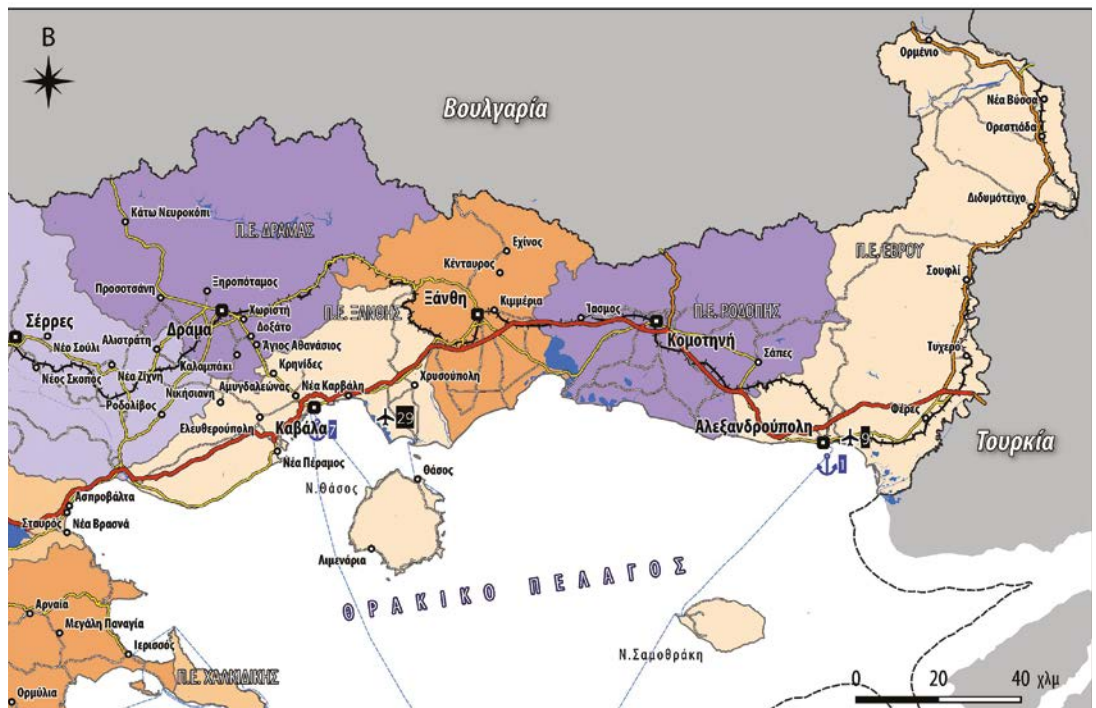 Β
Βουλγαρία
Ορμένιο
Νέα Βύσσα
Ορεστιάδα
Διδυμότειχο
Κάτω Νευροκόπι
Π.Ε. ΔΡΑΜΑΣ
Π.Ε. ΕΒΡΟΥ
Εχίνος
Κένταυρος
Σουφλί
Ξηροπόταμος
Προσοτσάνη
Ξάνθη
Κιμμέρια
Χωριστή
Π.Ε. ΞΑΝΘΗΣ
Ίασμος
Π.Ε. ΡΟΔΟΠΗΣ
Σέρρες
Δράμα
Δοξάτο
Κομοτηνή
Νέο Σούλι
Αλιστράτη
Άγιος Αθανάσιος
Σάπες
Τυχερό
Νέος Σκοπός
Νέα Ζίχνη
Καλαμπάκι
Κρηνίδες
Νικήσιανη
Αμυγδαλεώνας
Νέα Καρβάλη
Χρυσούπολη
Ροδολίβος
Ελευθερούπολη
Καβάλα
7
29
Αλεξανδρούπολη
Φέρες
9
1
Τουρκία
Νέα Πέραμος
Θάσος
Ν.Θάσος
Ασπροβάλτα
Σταυρός
Νέα Βρασνά
Λιμενάρια
ΘΡΑΚΙΚΟ ΠΕΛΑΓΟΣ
Αρναία
Μεγάλη Παναγία
Ιερισσός
Ν.Σαμοθράκη
Π.Ε. ΧΑΛΚΙΔΙΚΗΣ
Ορμύλια
0 20 40 χλμ